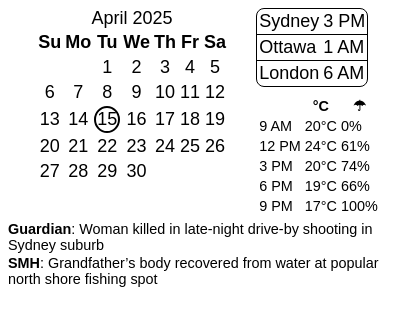 April 2025
Su Mo Tu We Th Fr Sa
1 2 3 4 5
6 7 8 9 10 11 12
13 14 15 16 17 18 19
20 21 22 23 24 25 26
27 28 29 30
Sydney 3 PM
Ottawa 1 AM
London 6 AM
°C ☂
9 AM 20°C 0%
12 PM 24°C 61%
3 PM 20°C 74%
6 PM 19°C 66%
9 PM 17°C 100%
Guardian: Woman killed in late-night drive-by shooting in
Sydney suburb
SMH: Grandfather’s body recovered from water at popular
north shore fishing spot